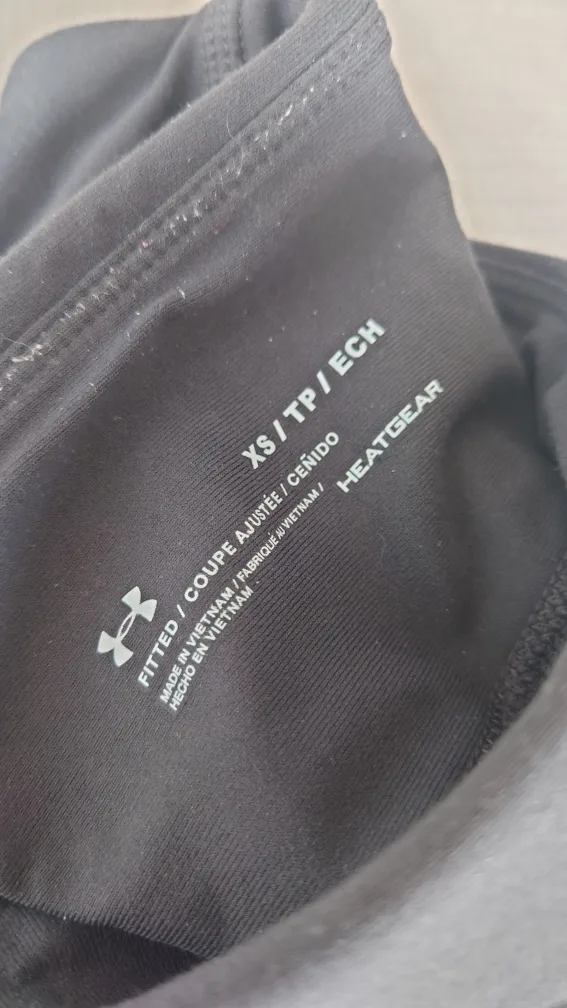 XS / TP / ECH
FITTED / COUPE AJUSTÉE / CEÑIDO
MADE IN VIETNAM / FABRIQUÉ AU VIETNAM /
HECHO EN VIETNAM
HEATGEAR